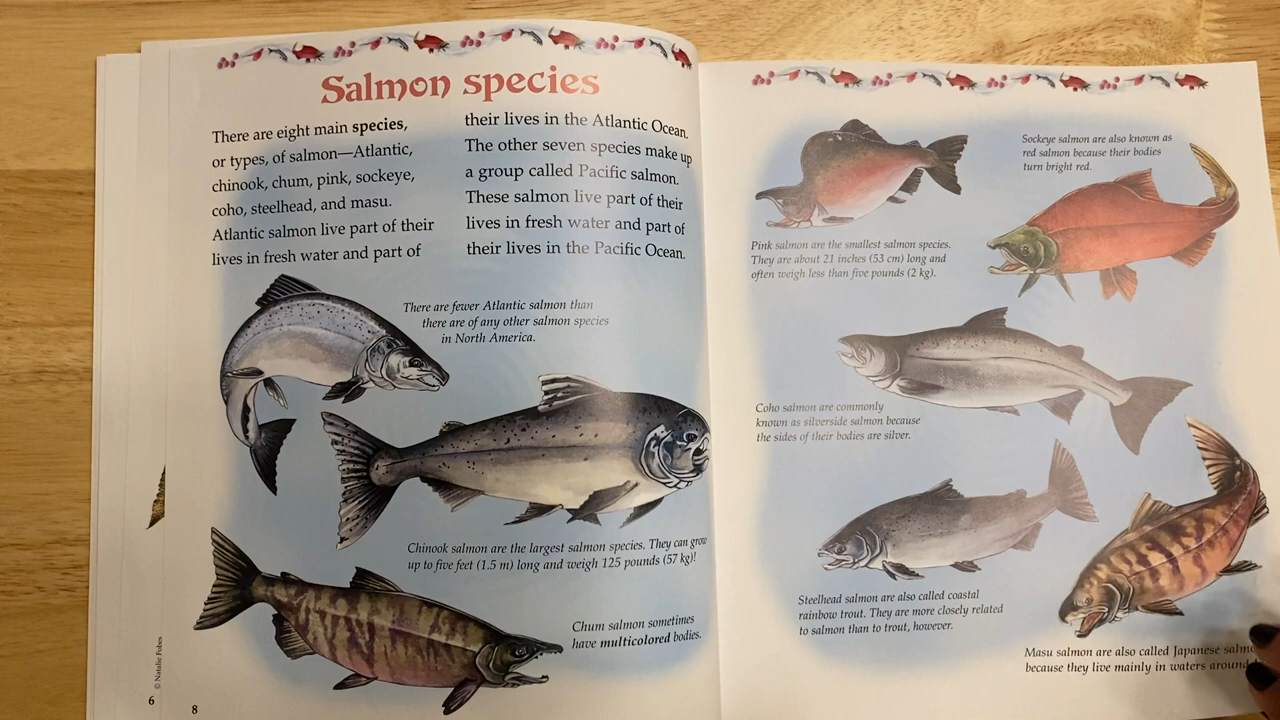 Salmon species
There are eight main species,
or types, of salmon—Atlantic,
chinook, chum, pink, sockeye,
coho, steelhead, and masu.
Atlantic salmon live part of their
lives in fresh water and part of
their lives in the Atlantic Ocean.
The other seven species make up
a group called Pacific salmon.
These salmon live part of their
lives in fresh water and part of
their lives in the Pacific Ocean.
There are fewer Atlantic salmon than
there are of any other salmon species
in North America.
Chinook salmon are the largest salmon species. They can grow
up to five feet (1.5 m) long and weigh 125 pounds (57 kg)!
Chum salmon sometimes
have multicolored bodies.
© Natalie Fobes
6
8
Sockeye salmon are also known as
red salmon because their bodies
turn bright red.
Pink salmon are the smallest salmon species.
They are about 21 inches (53 cm) long and
often weigh less than five pounds (2 kg).
Coho salmon are commonly
known as silverside salmon because
the sides of their bodies are silver.
Steelhead salmon are also called coastal
rainbow trout. They are more closely related
to salmon than to trout, however.
Masu salmon are also called Japanese
because they live mainly in waters around